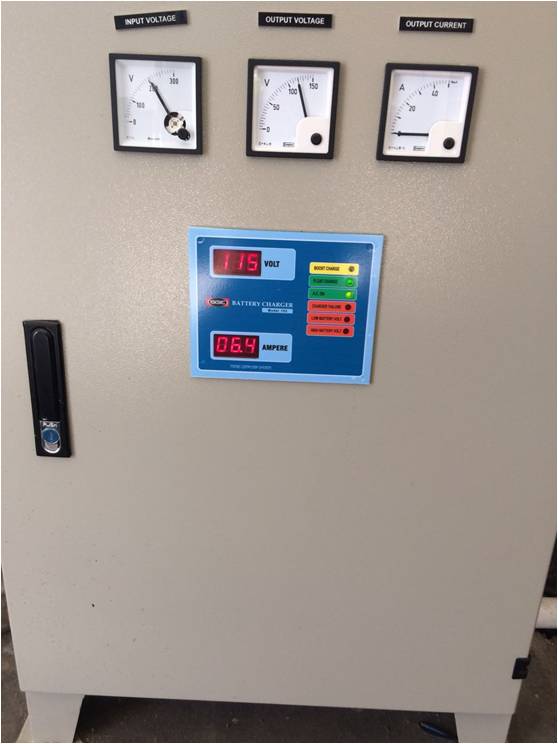 INPUT VOLTAGE
OUTPUT VOLTAGE
OUTPUT CURRENT
V
300
100
0
V
50
100
150
0
A
20
40
0
115 VOLT
BATTERY CHARGER
06.4 AMPERE
BOOST CHARGE
FLOAT CHARGE
A.C. ON
CHARGER FAILURE
LOW BATTERY VOLT
HIGH BATTERY VOLT
Push